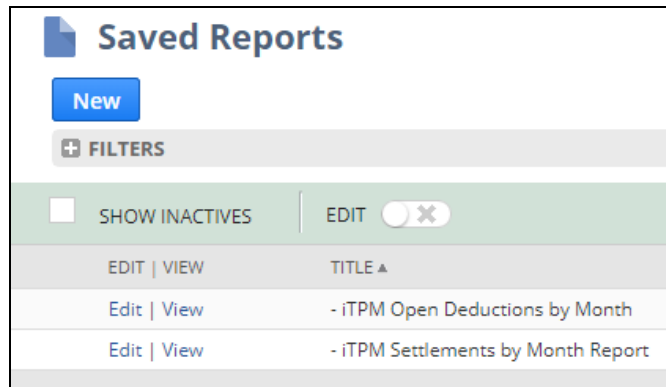 Saved Reports
New
FILTERS
SHOW INACTIVES EDIT
EDIT | VIEW TITLE
Edit | View - iTPM Open Deductions by Month
Edit | View - iTPM Settlements by Month Report